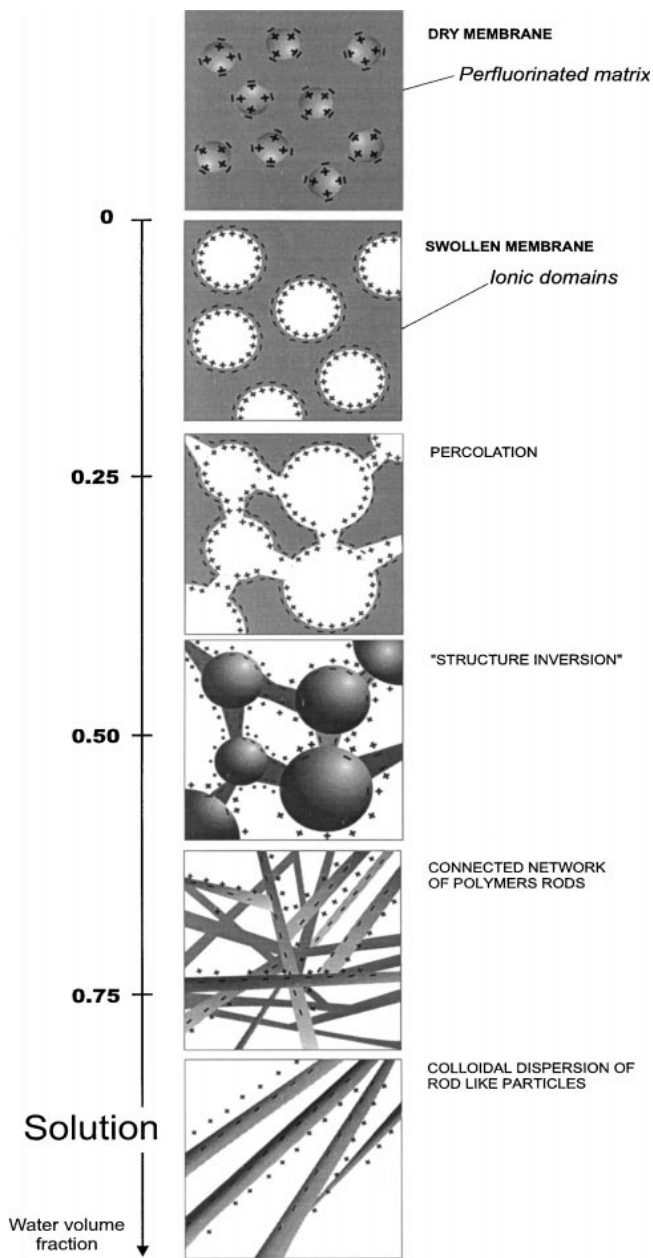 DRY MEMBRANE
Perfluorinated matrix
0
SWOLLEN MEMBRANE
Ionic domains
PERCOLATION
0.25
"STRUCTURE INVERSION"
0.50
CONNECTED NETWORK
OF POLYMERS RODS
0.75
COLLOIDAL DISPERSION OF
ROD LIKE PARTICLES
Solution
Water volume
fraction